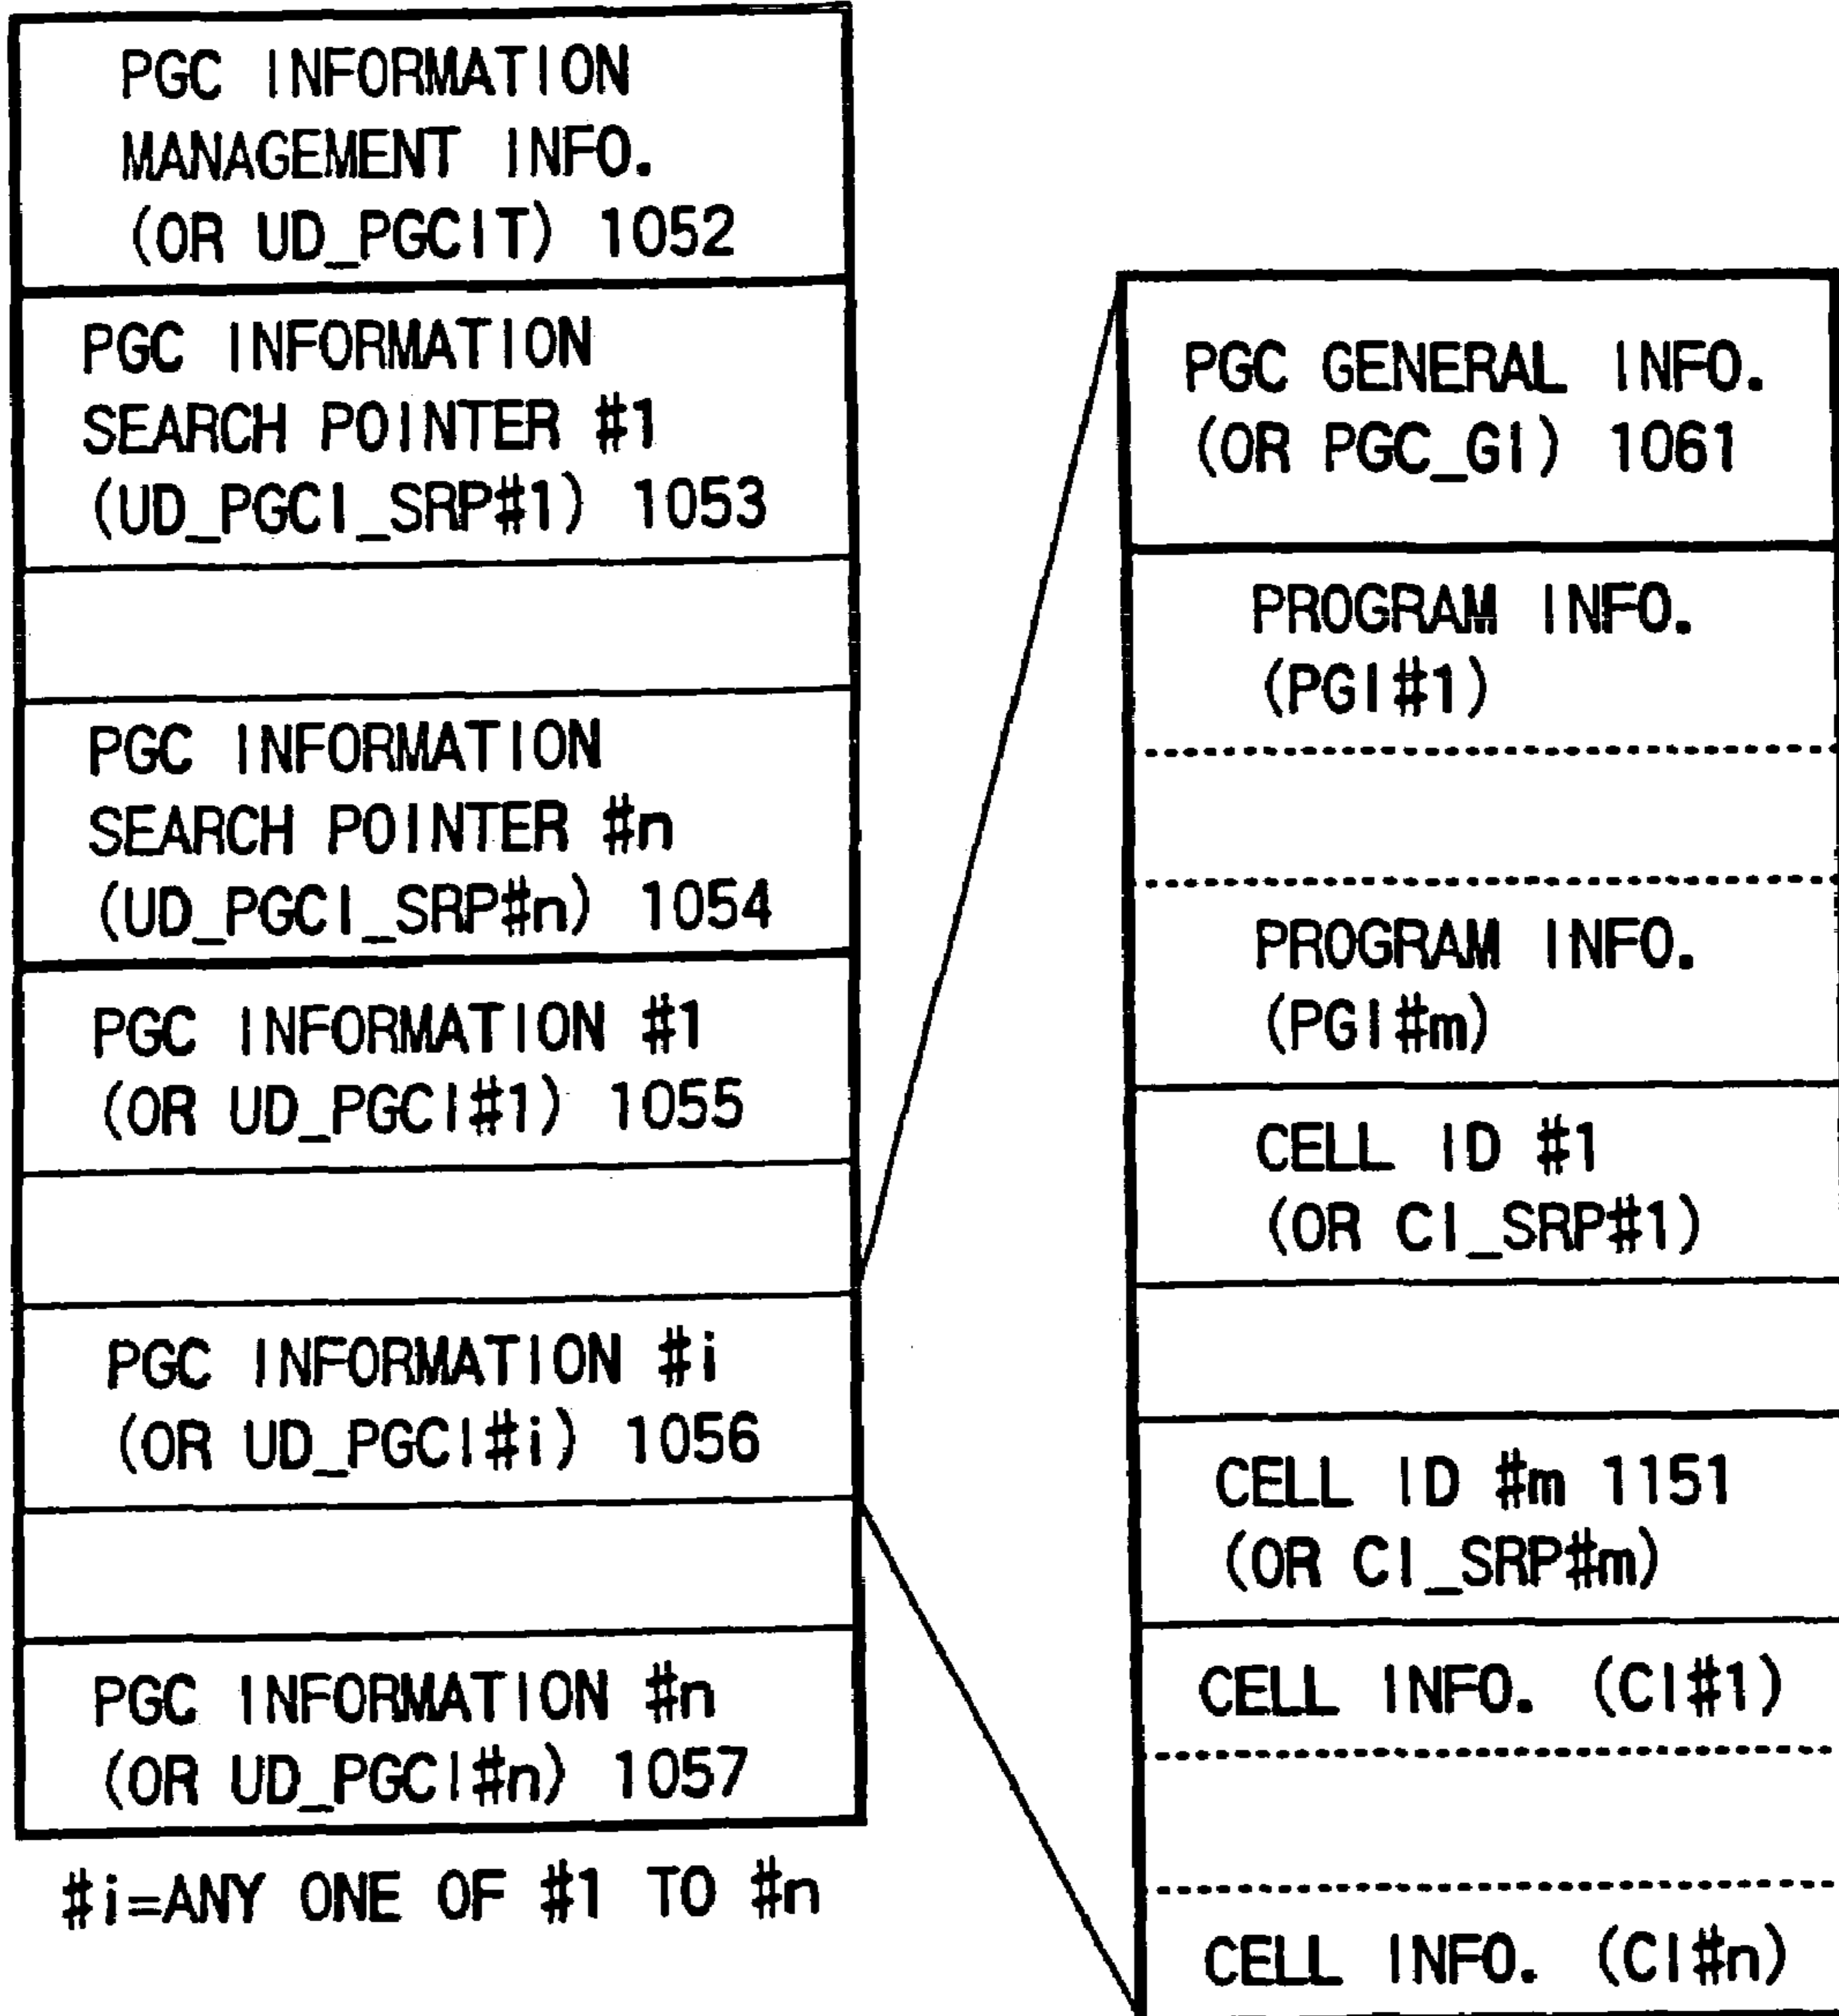 PGC INFORMATION
MANAGEMENT INFO.
(OR UD_PGCIT) 1052
PGC INFORMATION
SEARCH POINTER #1
(UD_PGCI_SRP#1) 1053
PGC INFORMATION
SEARCH POINTER #n
(UD_PGCI_SRP#n) 1054
PGC INFORMATION #1
(OR UD_PGCI#1) 1055
PGC INFORMATION #i
(OR UD_PGCI#i) 1056
PGC INFORMATION #n
(OR UD_PGCI#n) 1057
#i=ANY ONE OF #1 TO #n
PGC GENERAL INFO.
(OR PGC_GI) 1061
PROGRAM INFO.
(PGI#1)
PROGRAM INFO.
(PGI#m)
CELL ID #1
(OR CI_SRP#1)
CELL ID #m 1151
(OR CI_SRP#m)
CELL INFO. (CI#1)
CELL INFO. (CI#n)